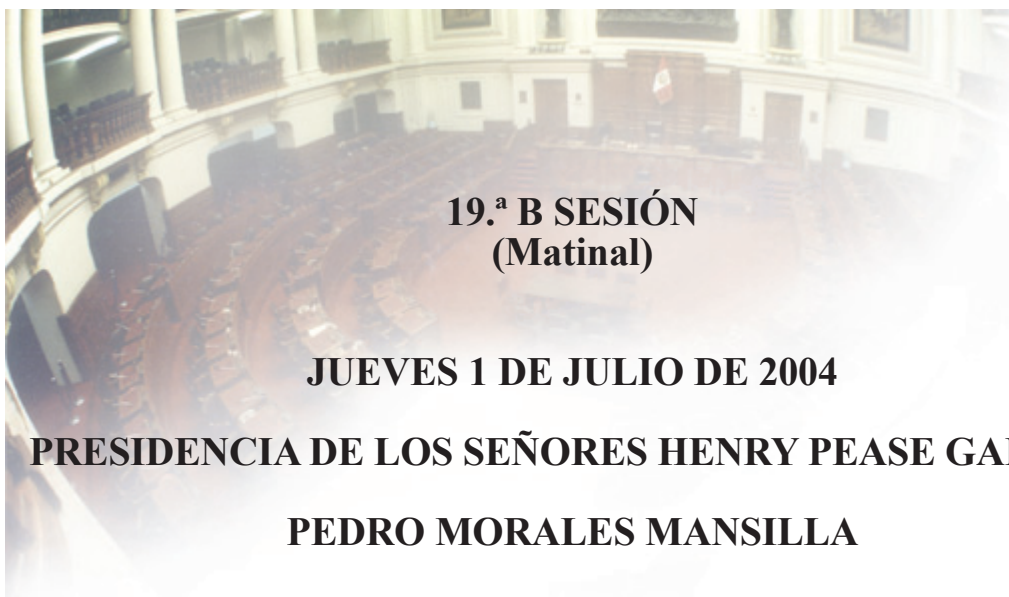 19.ª B SESIÓN
(Matinal)
JUEVES 1 DE JULIO DE 2004
PRESIDENCIA DE LOS SEÑORES HENRY PEASE
PEDRO MORALES MANSILLA